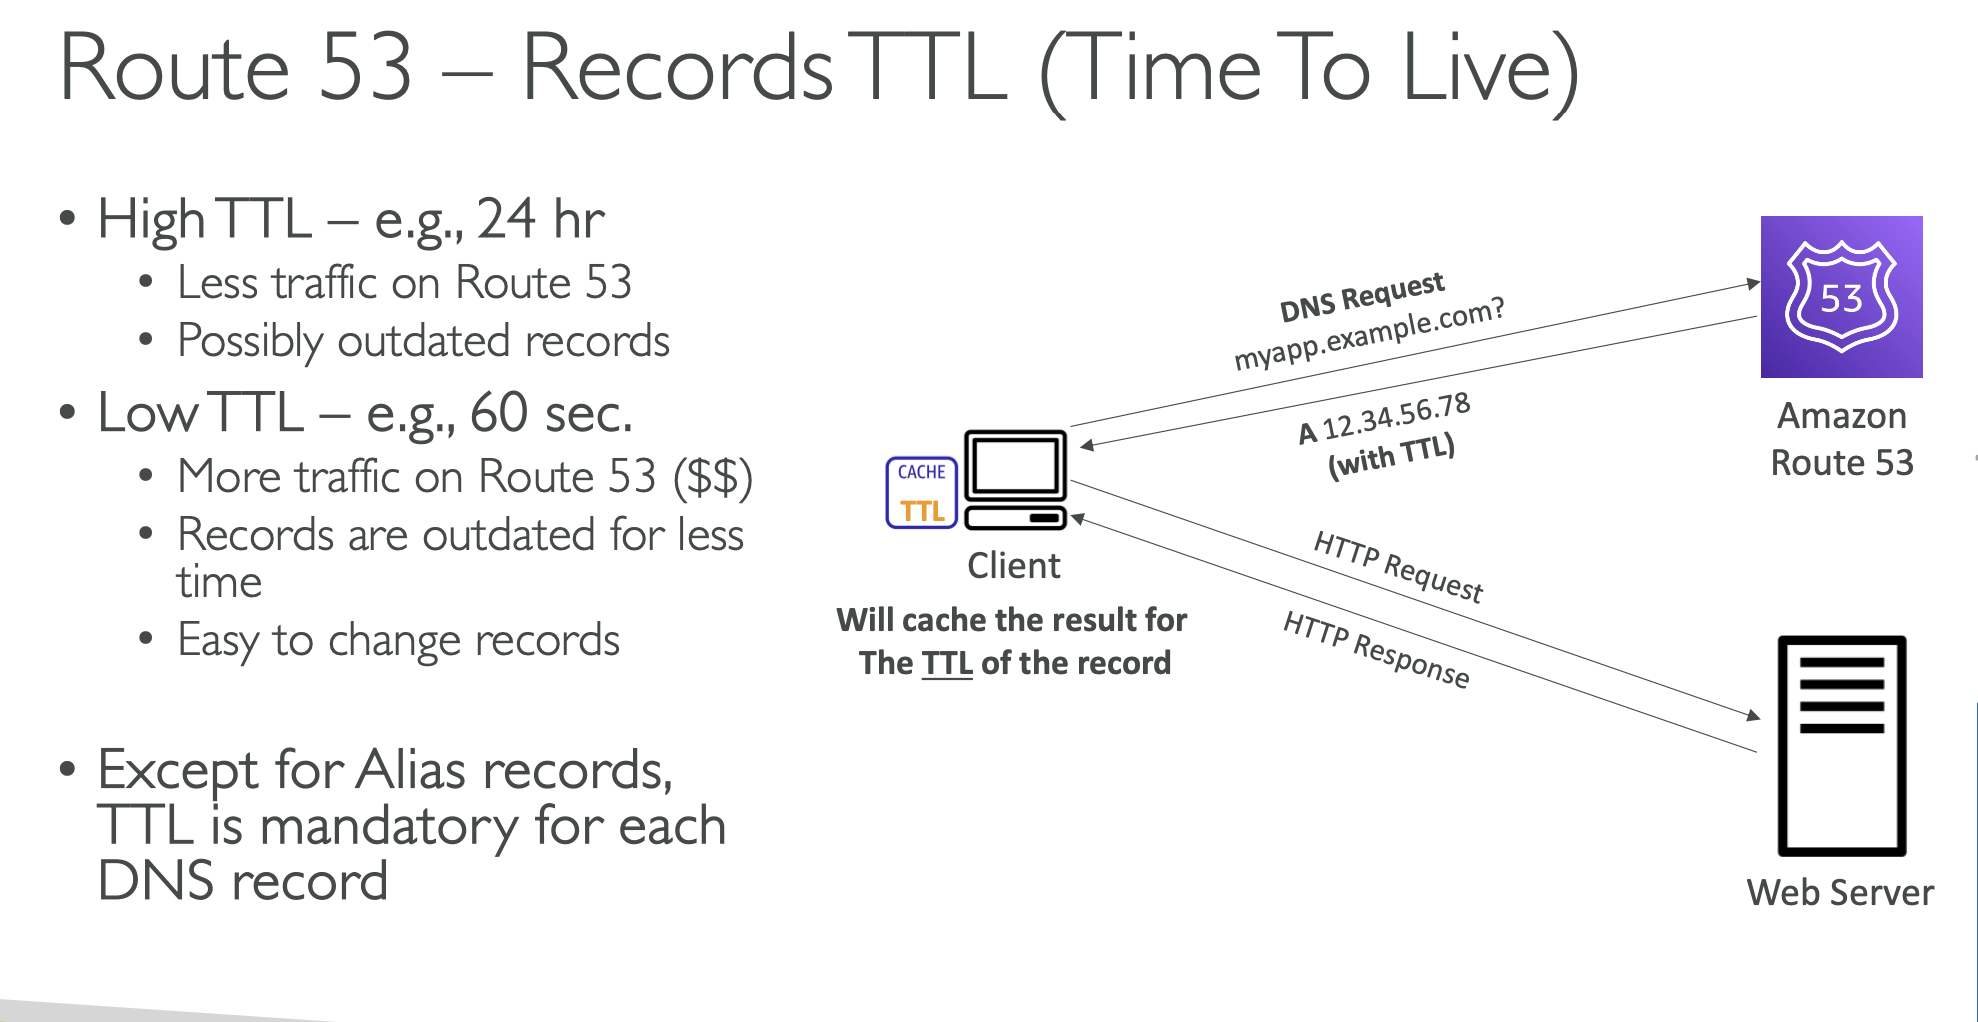 Route 53 – Records TTL (Time To Live)
• High TTL – e.g., 24 hr
• Less traffic on Route 53
• Possibly outdated records
• Low TTL – e.g., 60 sec.
• More traffic on Route 53 ($$)
• Records are outdated for less
time
• Easy to change records
• Except for Alias records,
TTL is mandatory for each
DNS record
DNS Request
myapp.example.com?
A 12.34.56.78
(with TTL)
53
Amazon
Route 53
CACHE
TTL
Client
Will cache the result for
The TTL of the record
HTTP Request
HTTP Response
Web Server